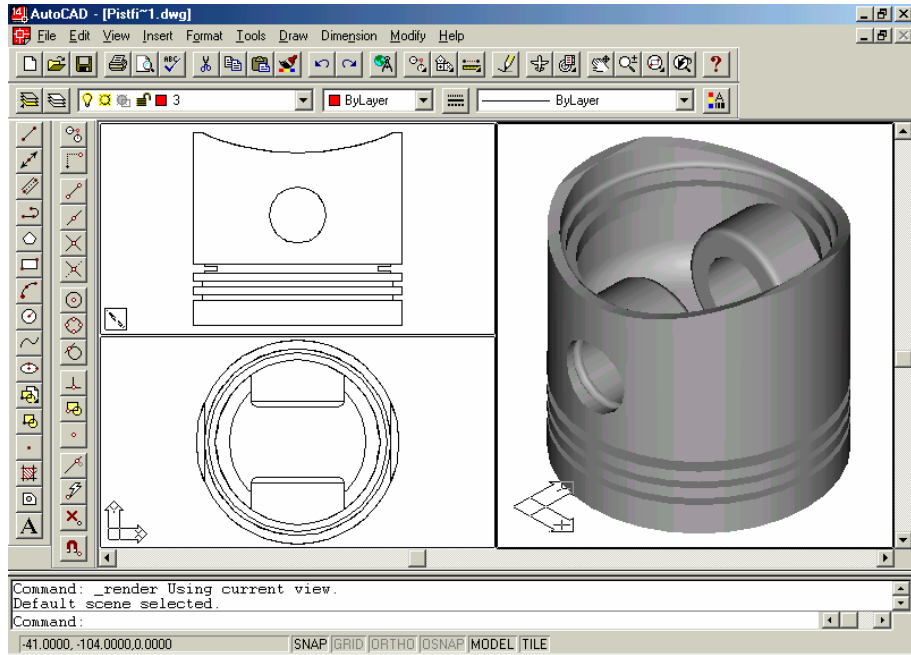 AutoCAD - [Pistfi~1.dwg]
File Edit View Insert Format Tools Draw Dimension Modify Help
ABC ?
3 ByLayer ByLayer A
A
Command: _render Using current view.
Default scene selected.
Command:
-41.0000, -104.0000,0.0000 SNAP GRID ORTHO OSNAP MODEL TILE